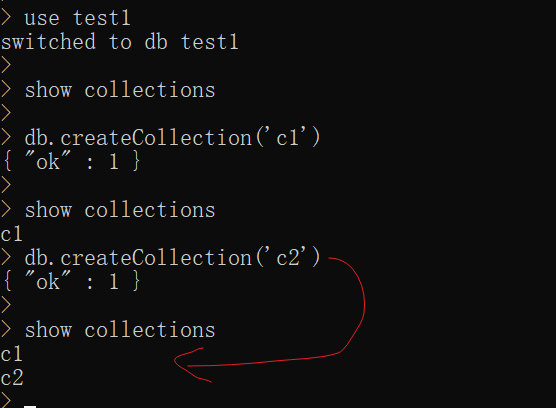 > use test1
switched to db test1
>
> show collections
>
> db.createCollection('c1')
{ "ok" : 1 }
>
> show collections
c1
> db.createCollection('c2')
{ "ok" : 1 }
>
> show collections
c1
c2
>